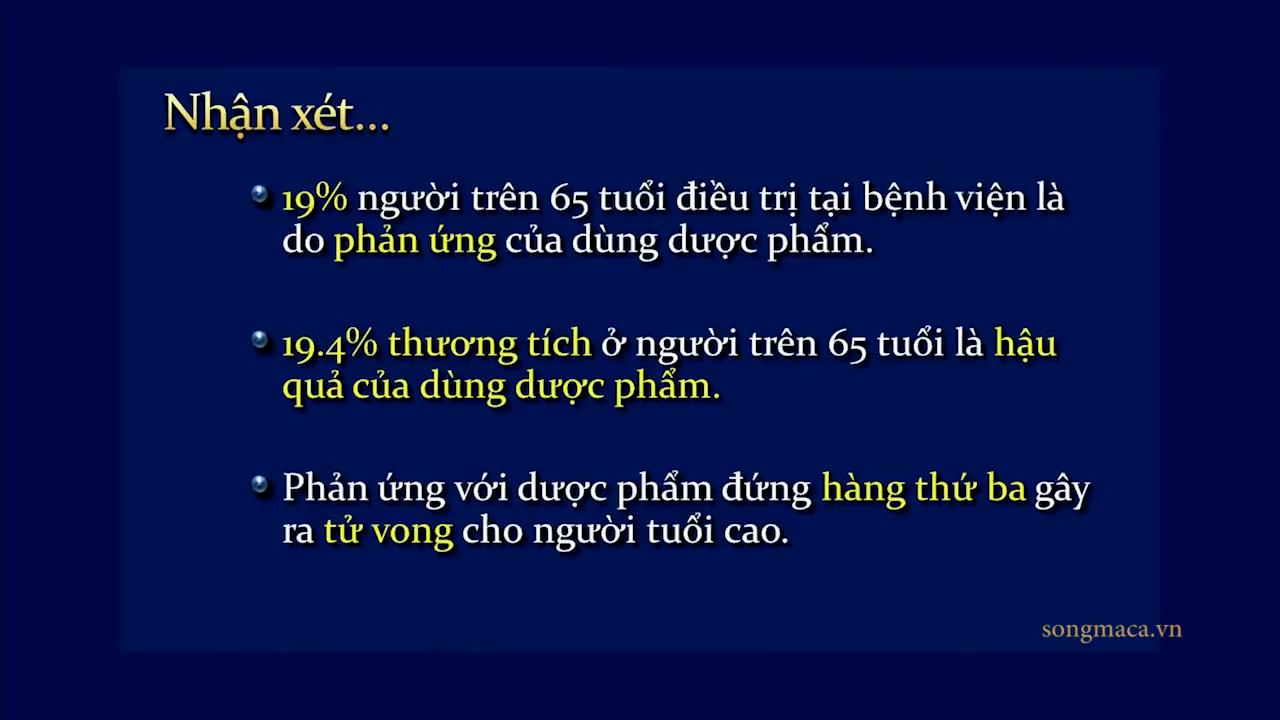 Nhận xét...
19% người trên 65 tuổi điều trị tại bệnh viện là
do phản ứng của dùng dược phẩm.
19.4% thương tích ở người trên 65 tuổi là hậu
quả của dùng dược phẩm.
Phản ứng với dược phẩm đứng hàng thứ ba gây
ra tử vong cho người tuổi cao.
songmaca.vn